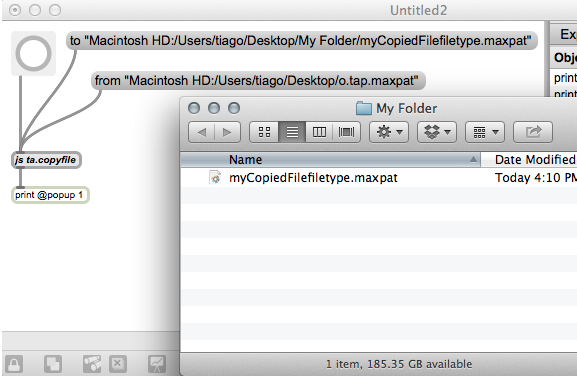 Untitled2
to "Macintosh HD:/Users/tiago/Desktop/My Folder/myCopiedFilefiletype.maxpat"
Exp
from "Macintosh HD:/Users/tiago/Desktop/o.tap.maxpat"
Obje
print
print
My Folder
js ta.copyfile
print @popup 1
Name
Date Modified
myCopiedFilefiletype.maxpat
Today 4:10 PM
1 item, 185.35 GB available